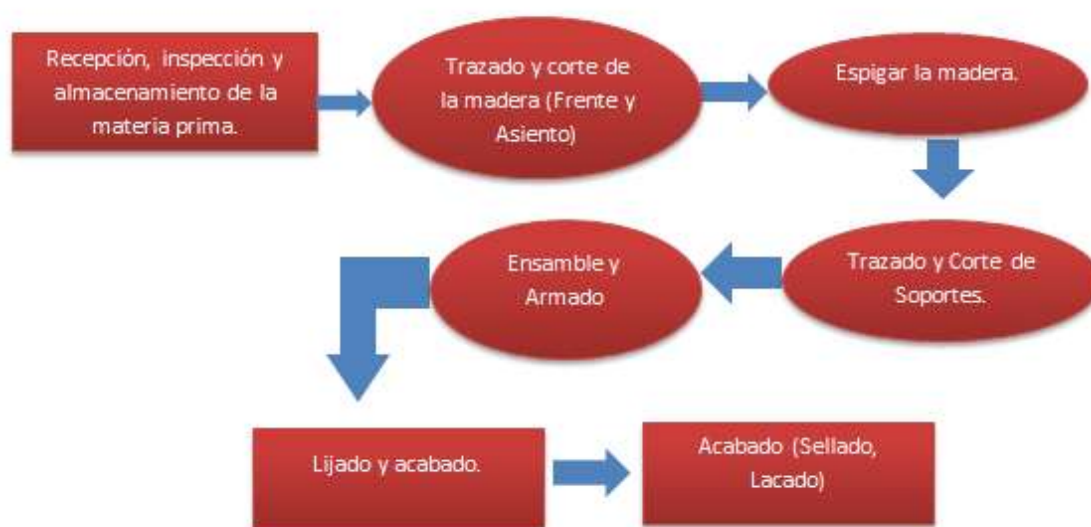 Recepción, inspección y
almacenamiento de la
materia prima.
Trazado y corte de
la madera (Frente y
Asiento)
Espigar la madera.
Trazado y Corte de
Soportes.
Ensamble y
Armado
Lijado y acabado.
Acabado (Sellado,
Lacado)